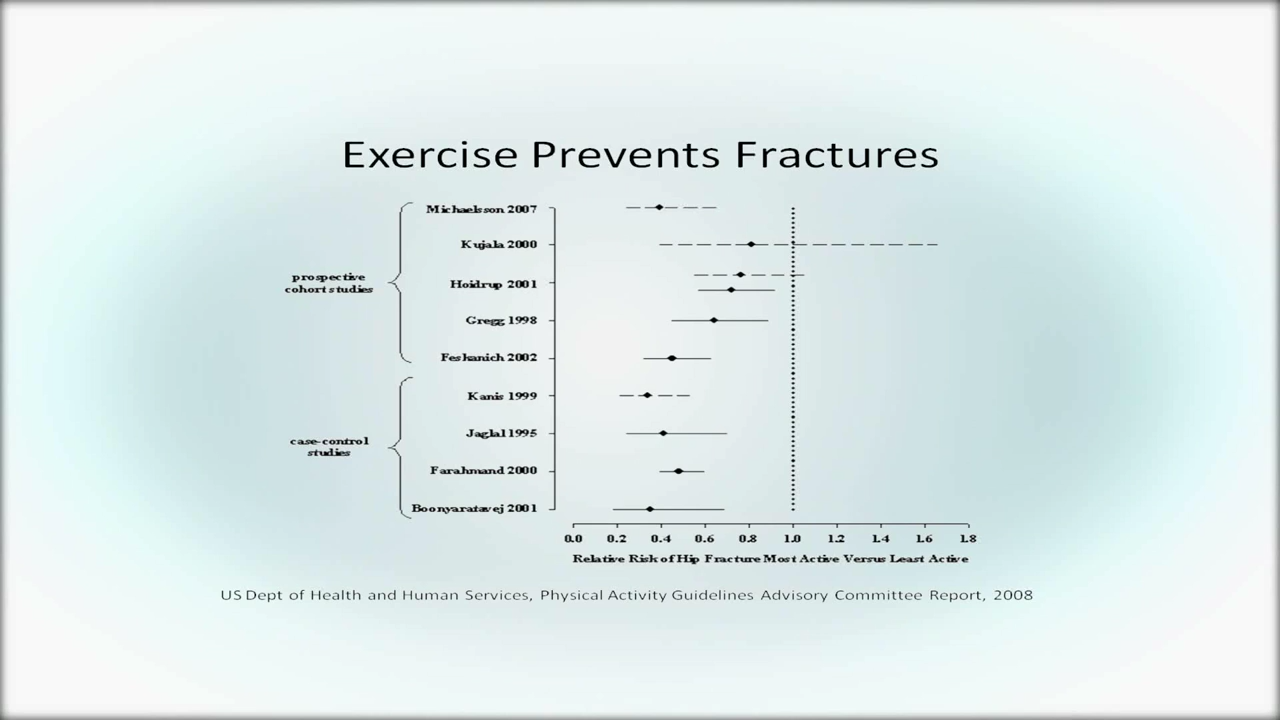 Exercise Prevents Fractures
Michaelsson 2007
Kujala 2000
prospective
cohort studies
Hoidrup 2001
Gregg 1998
Feskanich 2002
Kanis 1999
Jaglal 1995
case-control
studies
Farahmand 2000
Boonyaratavej 2001
0.0 0.2 0.4 0.6 0.8 1.0 1.2 1.4 1.6 1.8
Relative Risk of Hip Fracture Most Active Versus Least Active
US Dept of Health and Human Services, Physical Activity Guidelines Advisory Committee Report, 2008